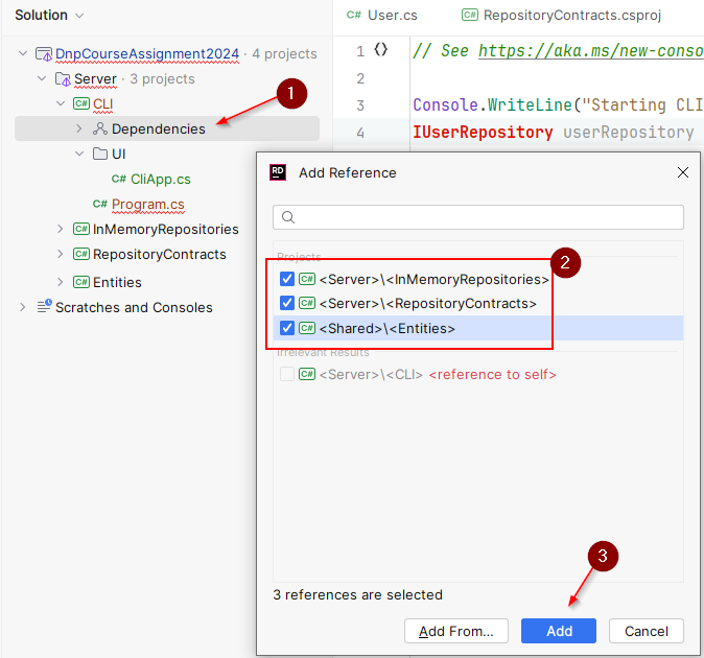 Solution
C# User.cs
C# RepositoryContracts.csproj
DnpCourseAssignment2024 · 4 projects
Server · 3 projects
C# CLI
Dependencies
UI
C# CliApp.cs
C# Program.cs
C# InMemoryRepositories
C# RepositoryContracts
C# Entities
Scratches and Consoles
1 {} // See https://aka.ms/new-conso
2
3 Console.WriteLine("Starting CLI
4 IUserRepository userRepository
1
RD Add Reference
Projects
C# <Server>\<InMemoryRepositories>
C# <Server>\<RepositoryContracts>
C# <Shared>\<Entities>
2
Irrelevant Results
C# <Server>\<CLI> <reference to self>
3
3 references are selected
Add From...
Add
Cancel